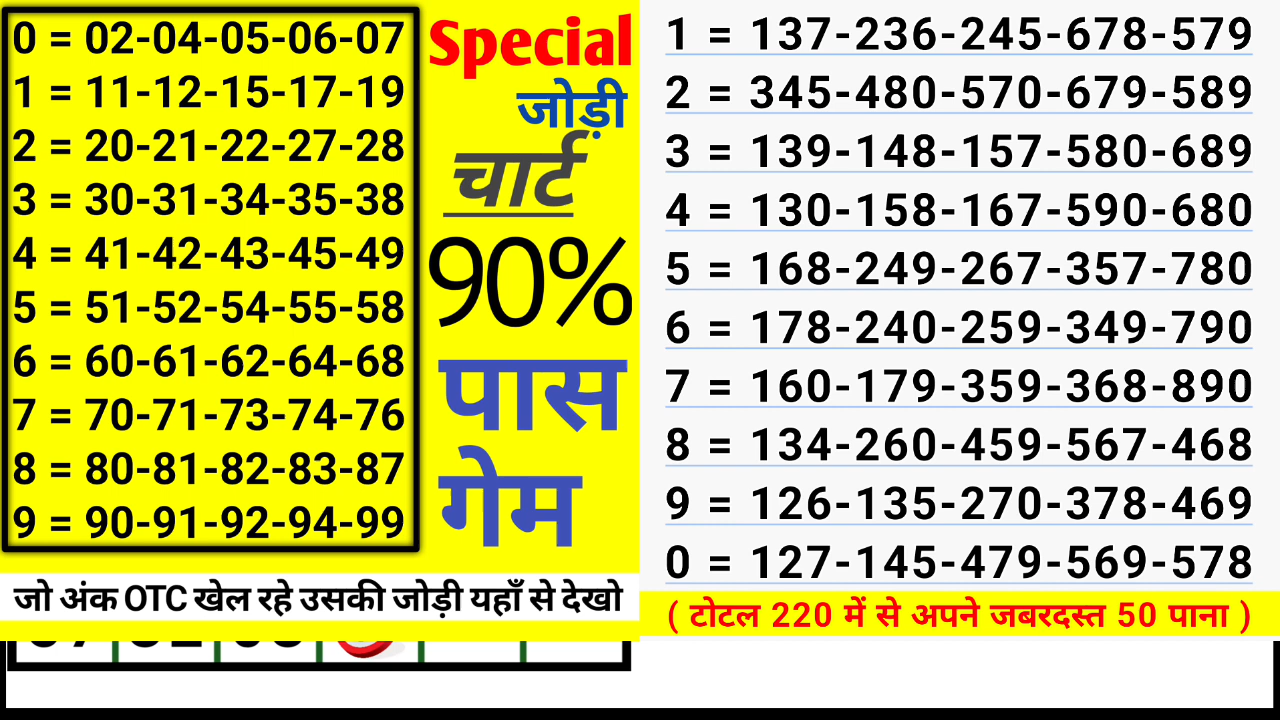 0 = 02-04-05-06-07
1 = 11-12-15-17-19
2 = 20-21-22-27-28
3 = 30-31-34-35-38
4 = 41-42-43-45-49
5 = 51-52-54-55-58
6 = 60-61-62-64-68
7 = 70-71-73-74-76
8 = 80-81-82-83-87
9 = 90-91-92-94-99
Special
जोड़ी
चार्ट
90%
पास
गेम
जो अंक OTC खेल रहे उसकी जोड़ी यहाँ से देखो
1 = 137-236-245-678-579
2 = 345-480-570-679-589
3 = 139-148-157-580-689
4 = 130-158-167-590-680
5 = 168-249-267-357-780
6 = 178-240-259-349-790
7 = 160-179-359-368-890
8 = 134-260-459-567-468
9 = 126-135-270-378-469
0 = 127-145-479-569-578
( टोटल 220 में से अपने जबरदस्त 50 पाना )